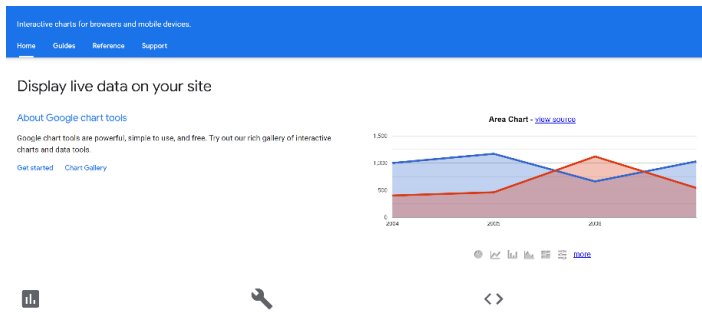 Interactive charts for browsers and mobile devices.
Home Guides Reference Support
Display live data on your site
About Google chart tools
Google chart tools are powerful, simple to use, and free. Try out our rich gallery of interactive
charts and data tools.
Get started Chart Gallery
Area Chart - view source
1,500
1,000
500
0
2004 2005 2006
more